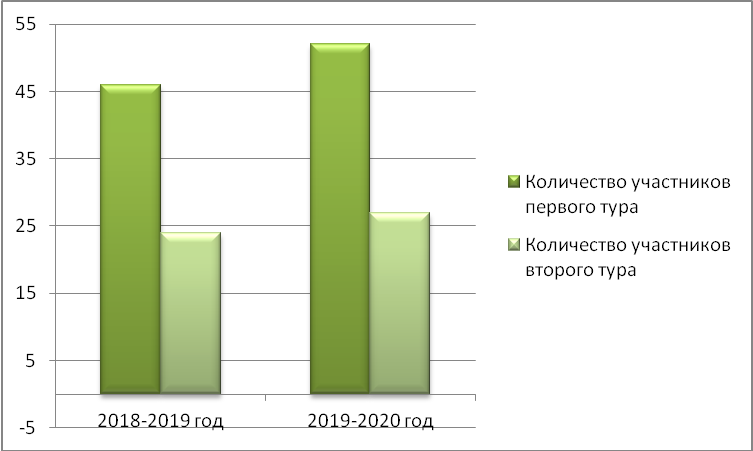 55
45
35
25
15
5
-5
2018-2019 год
2019-2020 год
Количество участников
первого тура
Количество участников
второго тура